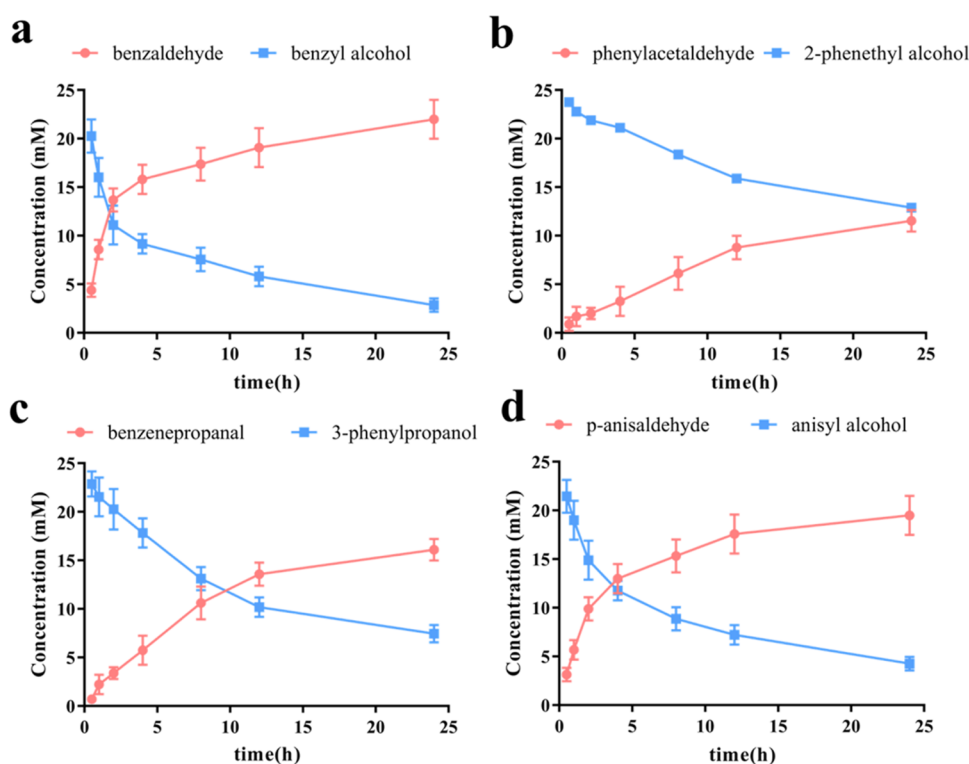 a
benzaldehyde benzyl alcohol
25
20
15
10
5
0
Concentration (mM)
0 5 10 15 20 25
time(h)
b
phenylacetaldehyde 2-phenethyl alcohol
25
20
15
10
5
0
Concentration (mM)
0 5 10 15 20 25
time(h)
c
benzenepropanal 3-phenylpropanol
25
20
15
10
5
0
Concentration (mM)
0 5 10 15 20 25
time(h)
d
p-anisaldehyde anisyl alcohol
25
20
15
10
5
0
Concentration (mM)
0 5 10 15 20 25
time(h)